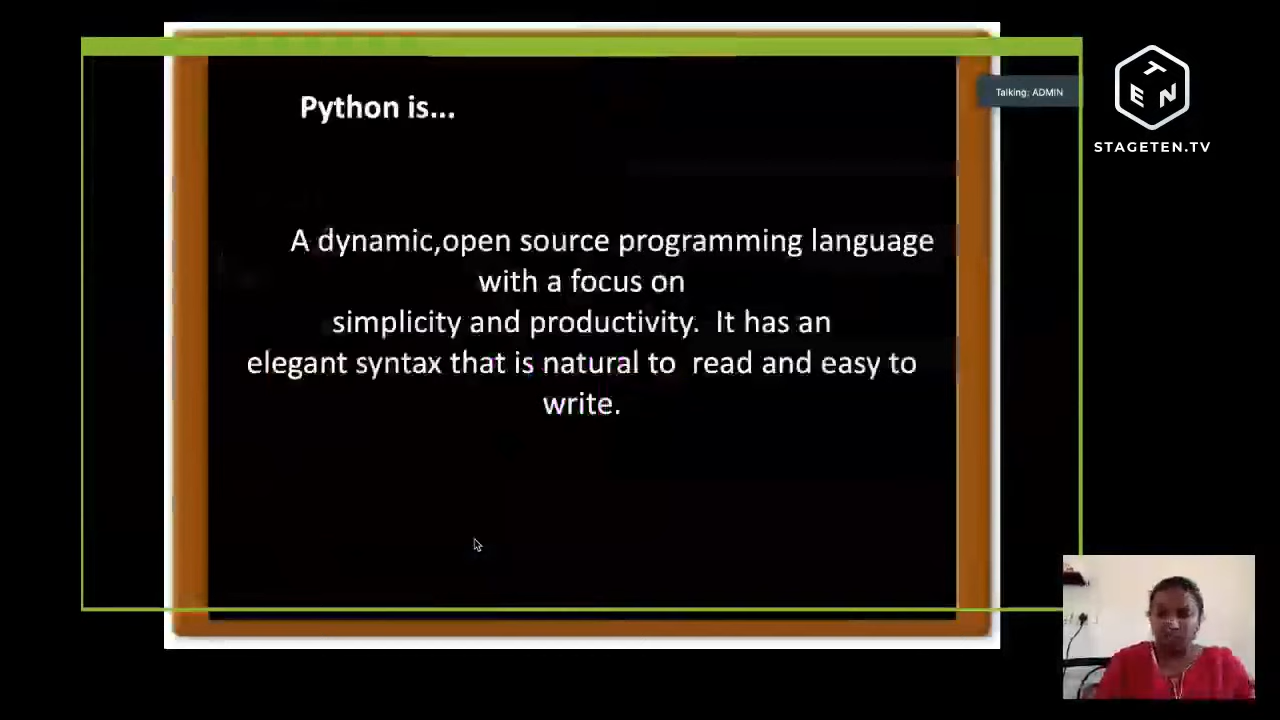 Python is...
Talking: ADMIN
T
E N
STAGETEN.TV
A dynamic,open source programming language
with a focus on
simplicity and productivity.  It has an
elegant syntax that is natural to  read and easy to
write.